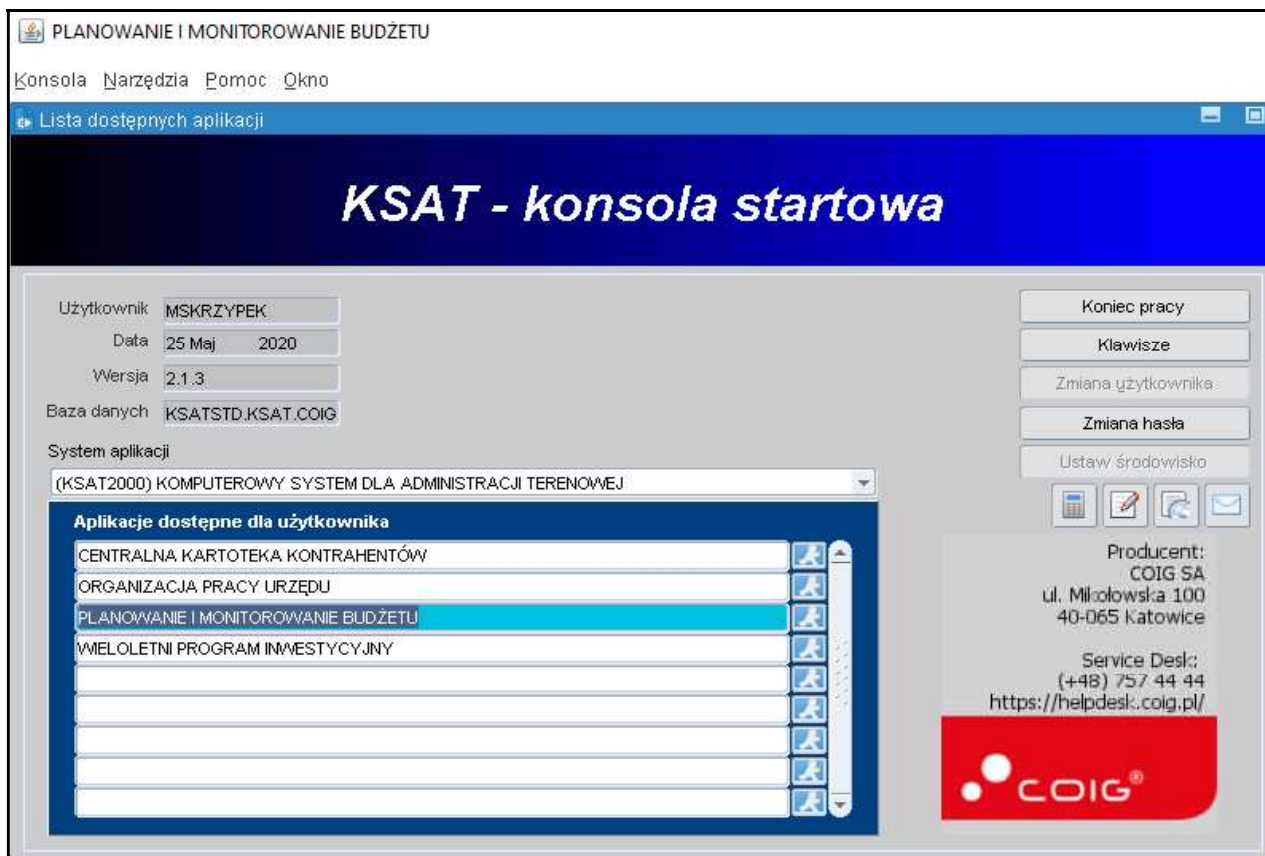 PLANOWANIE I MONITOROWANIE BUDŻETU
Konsola Narzędzia Pomoc Okno
Lista dostępnych aplikacji
KSAT - konsola startowa
Użytkownik MSKRZYPEK
Data 25 Maj 2020
Wersja 2.1.3
Baza danych KSATSTD.KSAT.COIG
System aplikacji
(KSAT2000) KOMPUTEROWY SYSTEM DLA ADMINISTRACJI TERENOWEJ
Aplikacje dostępne dla użytkownika
CENTRALNA KARTOTEKA KONTRAHENTÓW
ORGANIZACJA PRACY URZĘDU
PLANOWANIE I MONITOROWANIE BUDŻETU
WIELOLETNI PROGRAM INWESTYCYJNY
Koniec pracy
Klawisze
Zmiana użytkownika
Zmiana hasła
Ustaw środowisko
Producent:
COIG SA
ul. Mikołowska 100
40-065 Katowice
Service Desk:
(+48) 757 44 44
https://helpdesk.coig.pl/
COIG®